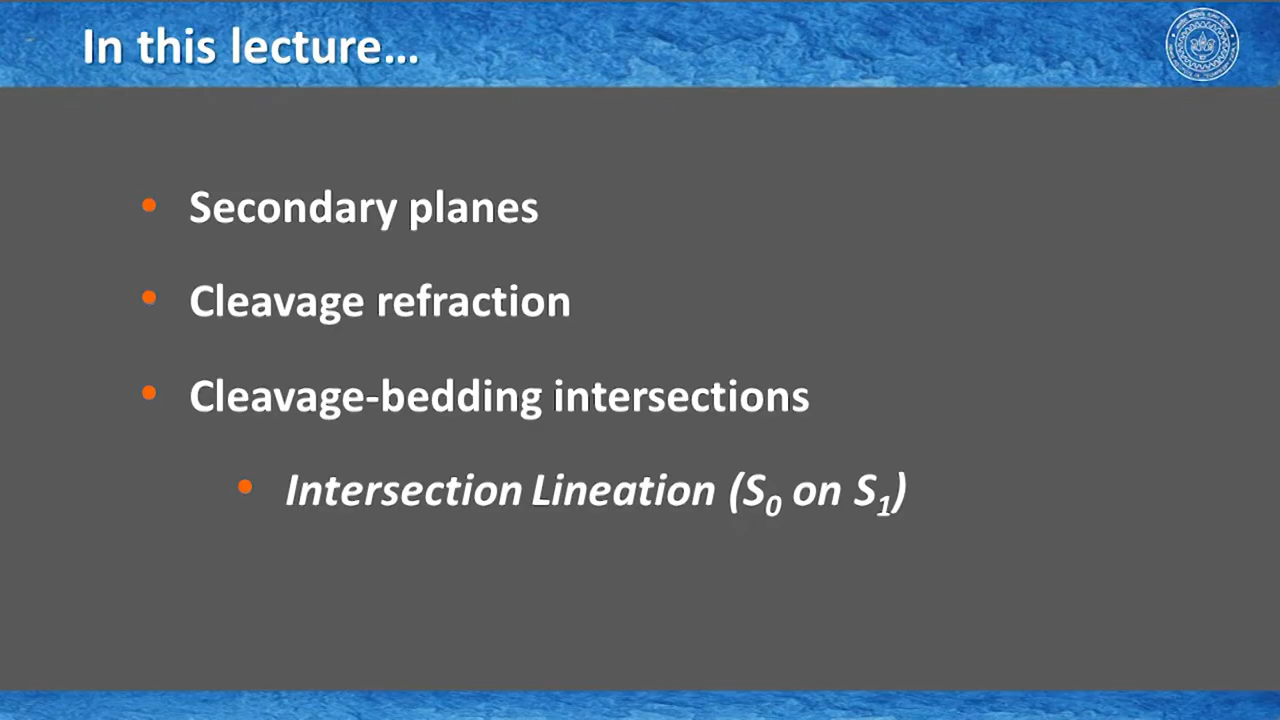 In this lecture...
• Secondary planes
• Cleavage refraction
• Cleavage-bedding intersections
• Intersection Lineation (S₀ on S₁)